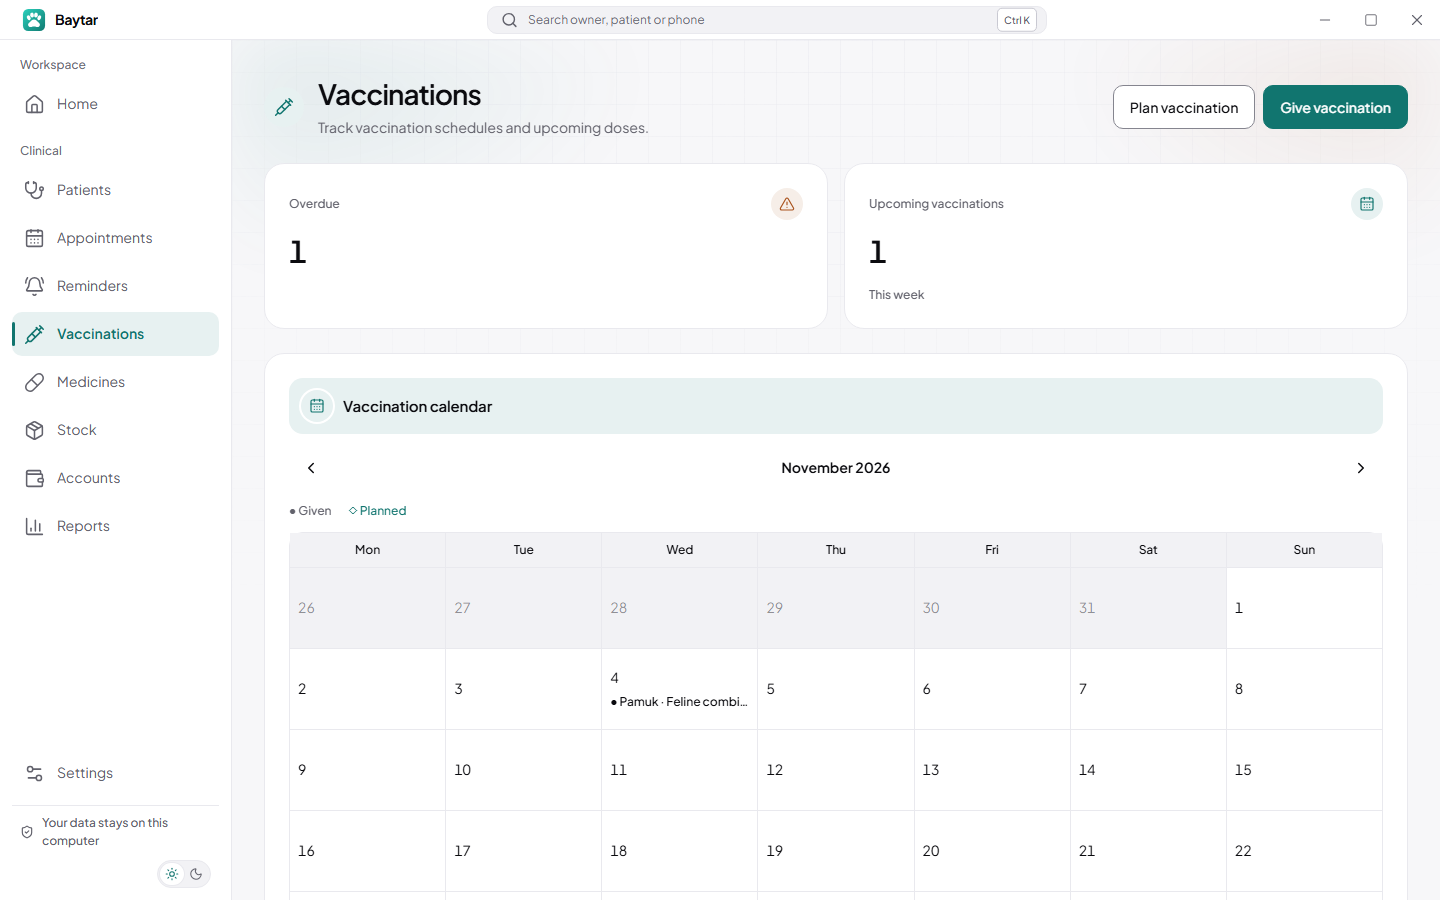 Baytar
Search owner, patient or phone
Ctrl K
Workspace
Home
Clinical
Patients
Appointments
Reminders
Vaccinations
Medicines
Stock
Accounts
Reports
Settings
Your data stays on this
computer
Vaccinations
Track vaccination schedules and upcoming doses.
Plan vaccination
Give vaccination
Overdue
1
Upcoming vaccinations
1
This week
Vaccination calendar
November 2026
● Given ◇ Planned
Mon Tue Wed Thu Fri Sat Sun
26 27 28 29 30 31 1
2 3 4 5 6 7 8
● Pamuk · Feline combi...
9 10 11 12 13 14 15
16 17 18 19 20 21 22